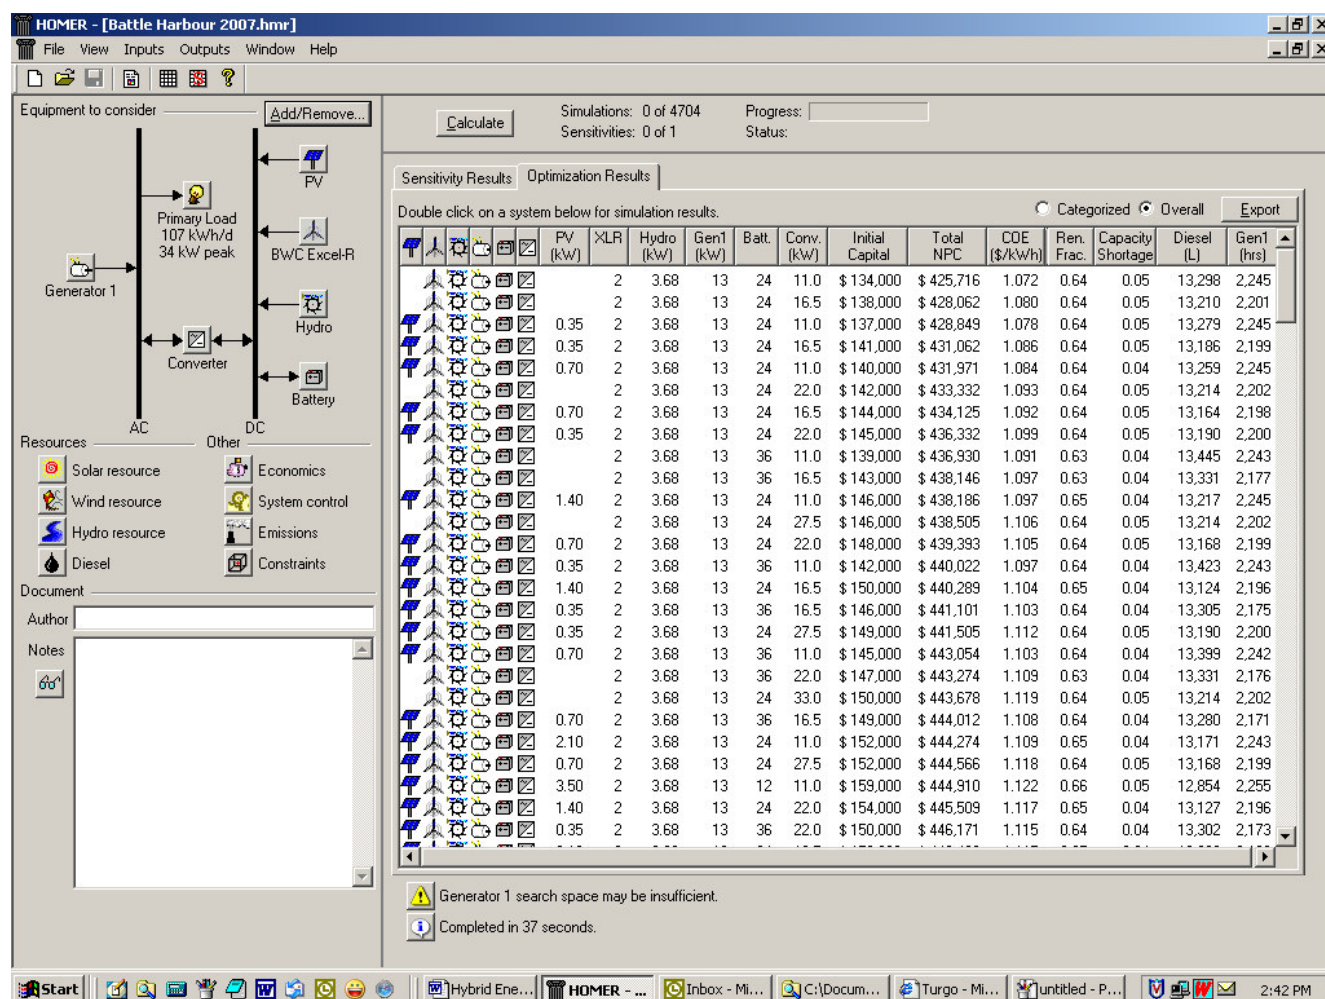 HOMER - [Battle Harbour 2007.hmr]
File View Inputs Outputs Window Help
Equipment to consider
Add/Remove...
PV
Primary Load
107 kWh/d
34 kW peak
BWC Excel-R
Generator 1
Hydro
Converter
Battery
AC DC
Resources Other
Solar resource Economics
Wind resource System control
Hydro resource Emissions
Diesel Constraints
Document
Author
Notes
Calculate
Simulations: 0 of 4704 Progress:
Sensitivities: 0 of 1 Status:
Sensitivity Results Optimization Results
Double click on a system below for simulation results. Categorized Overall Export
PV (kW) XLR Hydro (kW) Gen1 (kW) Batt. Conv. (kW) Initial Capital Total NPC COE ($/kWh) Ren. Frac. Capacity Shortage Diesel (L) Gen1 (hrs)
2 3.68 13 24 11.0 $ 134,000 $ 425,716 1.072 0.64 0.05 13,298 2,245
2 3.68 13 24 16.5 $ 138,000 $ 428,062 1.080 0.64 0.05 13,210 2,201
0.35 2 3.68 13 24 11.0 $ 137,000 $ 428,849 1.078 0.64 0.05 13,279 2,245
0.35 2 3.68 13 24 16.5 $ 141,000 $ 431,062 1.086 0.64 0.05 13,186 2,199
0.70 2 3.68 13 24 11.0 $ 140,000 $ 431,971 1.084 0.64 0.04 13,259 2,245
2 3.68 13 24 22.0 $ 142,000 $ 433,332 1.093 0.64 0.05 13,214 2,202
0.70 2 3.68 13 24 16.5 $ 144,000 $ 434,125 1.092 0.64 0.05 13,164 2,198
0.35 2 3.68 13 24 22.0 $ 145,000 $ 436,332 1.099 0.64 0.05 13,190 2,200
2 3.68 13 36 11.0 $ 139,000 $ 436,930 1.091 0.63 0.04 13,445 2,243
2 3.68 13 36 16.5 $ 143,000 $ 438,146 1.097 0.63 0.04 13,331 2,177
1.40 2 3.68 13 24 11.0 $ 146,000 $ 438,186 1.097 0.65 0.04 13,217 2,245
2 3.68 13 24 27.5 $ 146,000 $ 438,505 1.106 0.64 0.05 13,214 2,202
0.70 2 3.68 13 24 22.0 $ 148,000 $ 439,393 1.105 0.64 0.05 13,168 2,199
0.35 2 3.68 13 36 11.0 $ 142,000 $ 440,022 1.097 0.64 0.04 13,423 2,243
1.40 2 3.68 13 24 16.5 $ 150,000 $ 440,289 1.104 0.65 0.04 13,124 2,196
0.35 2 3.68 13 36 16.5 $ 146,000 $ 441,101 1.103 0.64 0.04 13,305 2,175
0.35 2 3.68 13 24 27.5 $ 149,000 $ 441,505 1.112 0.64 0.05 13,190 2,200
0.70 2 3.68 13 36 11.0 $ 145,000 $ 443,054 1.103 0.64 0.04 13,399 2,242
2 3.68 13 36 22.0 $ 147,000 $ 443,274 1.109 0.63 0.04 13,331 2,176
2 3.68 13 24 33.0 $ 150,000 $ 443,678 1.119 0.64 0.05 13,214 2,202
0.70 2 3.68 13 36 16.5 $ 149,000 $ 444,012 1.108 0.64 0.04 13,280 2,171
2.10 2 3.68 13 24 11.0 $ 152,000 $ 444,274 1.109 0.65 0.04 13,171 2,243
0.70 2 3.68 13 24 27.5 $ 152,000 $ 444,566 1.118 0.64 0.05 13,168 2,199
3.50 2 3.68 13 12 11.0 $ 159,000 $ 444,910 1.122 0.66 0.05 12,854 2,255
1.40 2 3.68 13 24 22.0 $ 154,000 $ 445,509 1.117 0.65 0.04 13,127 2,196
0.35 2 3.68 13 36 22.0 $ 150,000 $ 446,171 1.115 0.64 0.04 13,302 2,173
Generator 1 search space may be insufficient.
Completed in 37 seconds.
Start Hybrid Ene... HOMER - ... Inbox - Mi... C:\Docum... Turgo - Mi... untitled - P... 2:42 PM